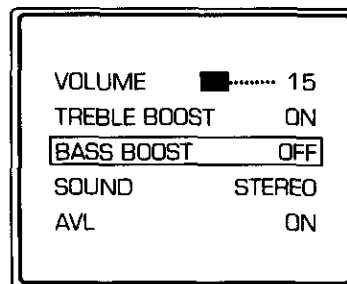 VOLUME 15
TREBLE BOOST ON
BASS BOOST OFF
SOUND STEREO
AVL ON